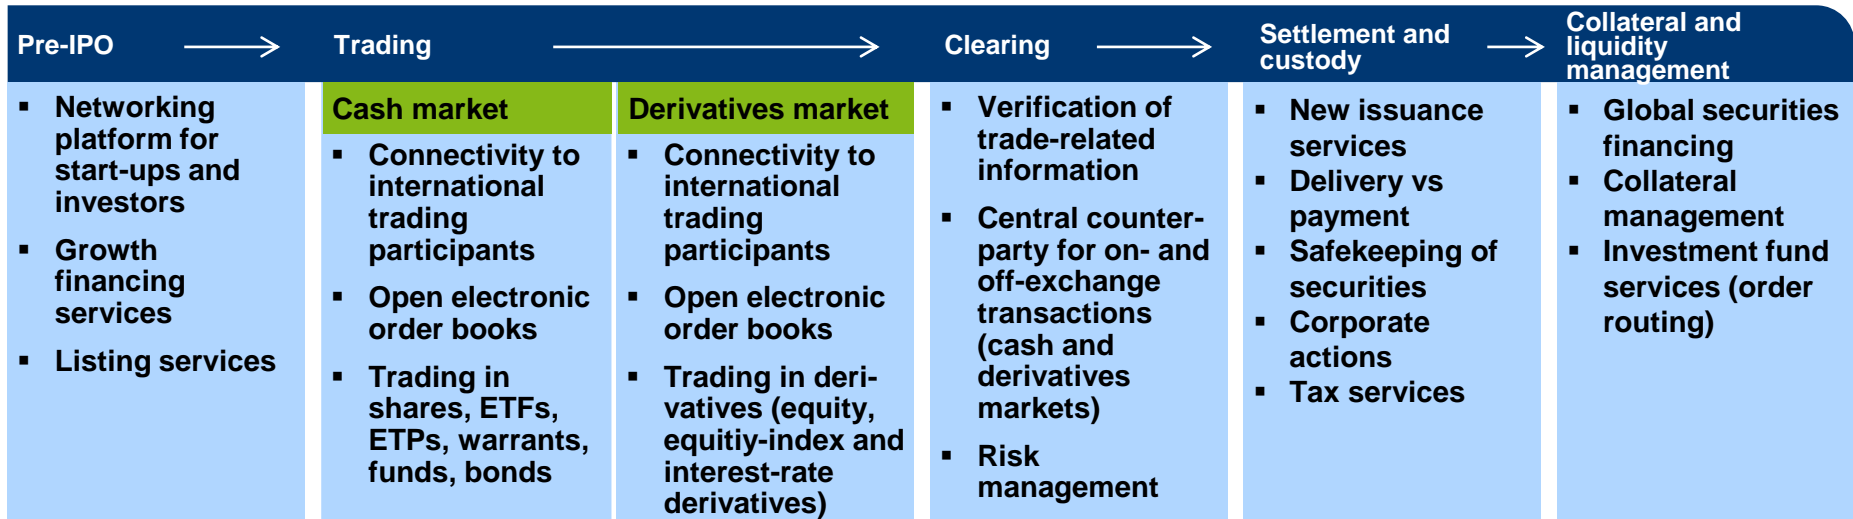 Pre-IPO
Trading
Clearing
Settlement and
custody
Collateral and
liquidity
management
▪ Networking
platform for
start-ups and
investors
▪ Growth
financing
services
▪ Listing services
Cash market
▪ Connectivity to
international
trading
participants
▪ Open electronic
order books
▪ Trading in
shares, ETFs,
ETPs, warrants,
funds, bonds
Derivatives market
▪ Connectivity to
international
trading
participants
▪ Open electronic
order books
▪ Trading in deri-
vatives (equity,
equitiy-index and
interest-rate
derivatives)
▪ Verification of
trade-related
information
▪ Central counter-
party for on- and
off-exchange
transactions
(cash and
derivatives
markets)
▪ Risk
management
▪ New issuance
services
▪ Delivery vs
payment
▪ Safekeeping of
securities
▪ Corporate
actions
▪ Tax services
▪ Global securities
financing
▪ Collateral
management
▪ Investment fund
services (order
routing)